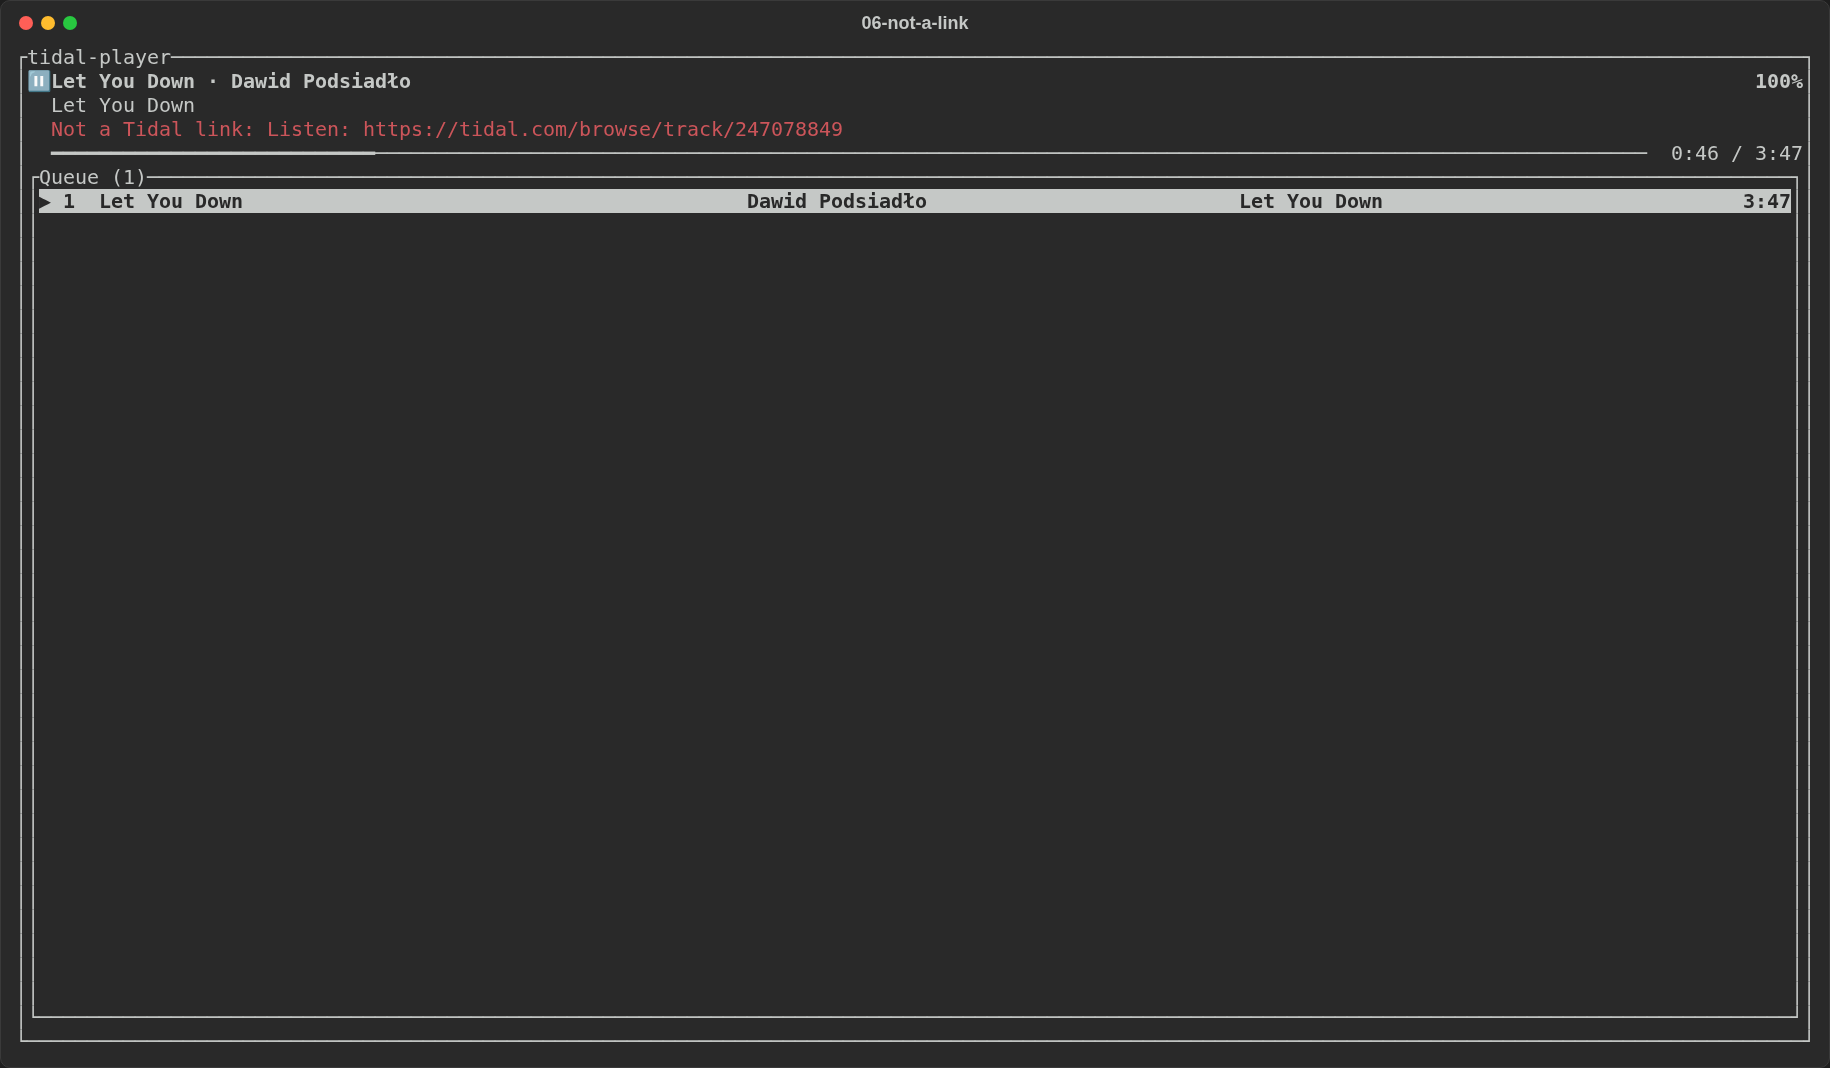 06-not-a-link
tidal-player
⏸️Let You Down · Dawid Podsiadło 100%
Let You Down
Not a Tidal link: Listen: https://tidal.com/browse/track/247078849
0:46 / 3:47
Queue (1)
▶ 1 Let You Down Dawid Podsiadło Let You Down 3:47